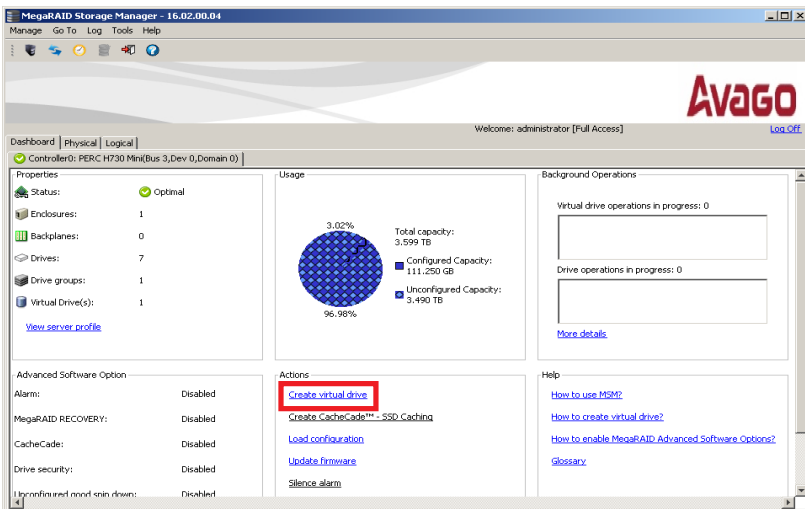 MegaRAID Storage Manager - 16.02.00.04
Manage Go To Log Tools Help
Avago
Welcome: administrator [Full Access]
Log Off
Dashboard Physical Logical
Controller0: PERC H730 Mini(Bus 3,Dev 0,Domain 0)
Properties
Status: Optimal
Enclosures: 1
Backplanes: 0
Drives: 7
Drive groups: 1
Virtual Drive(s): 1
View server profile
Usage
3.02%
96.98%
Total capacity:
3.599 TB
Configured Capacity:
111.250 GB
Unconfigured Capacity:
3.490 TB
Background Operations
Virtual drive operations in progress: 0
Drive operations in progress: 0
More details
Advanced Software Option
Alarm: Disabled
MegaRAID RECOVERY: Disabled
CacheCade: Disabled
Drive security: Disabled
Unconfigured good spin down: Disabled
Actions
Create virtual drive
Create CacheCade™ - SSD Caching
Load configuration
Update firmware
Silence alarm
Help
How to use MSM?
How to create virtual drive?
How to enable MegaRAID Advanced Software Options?
Glossary